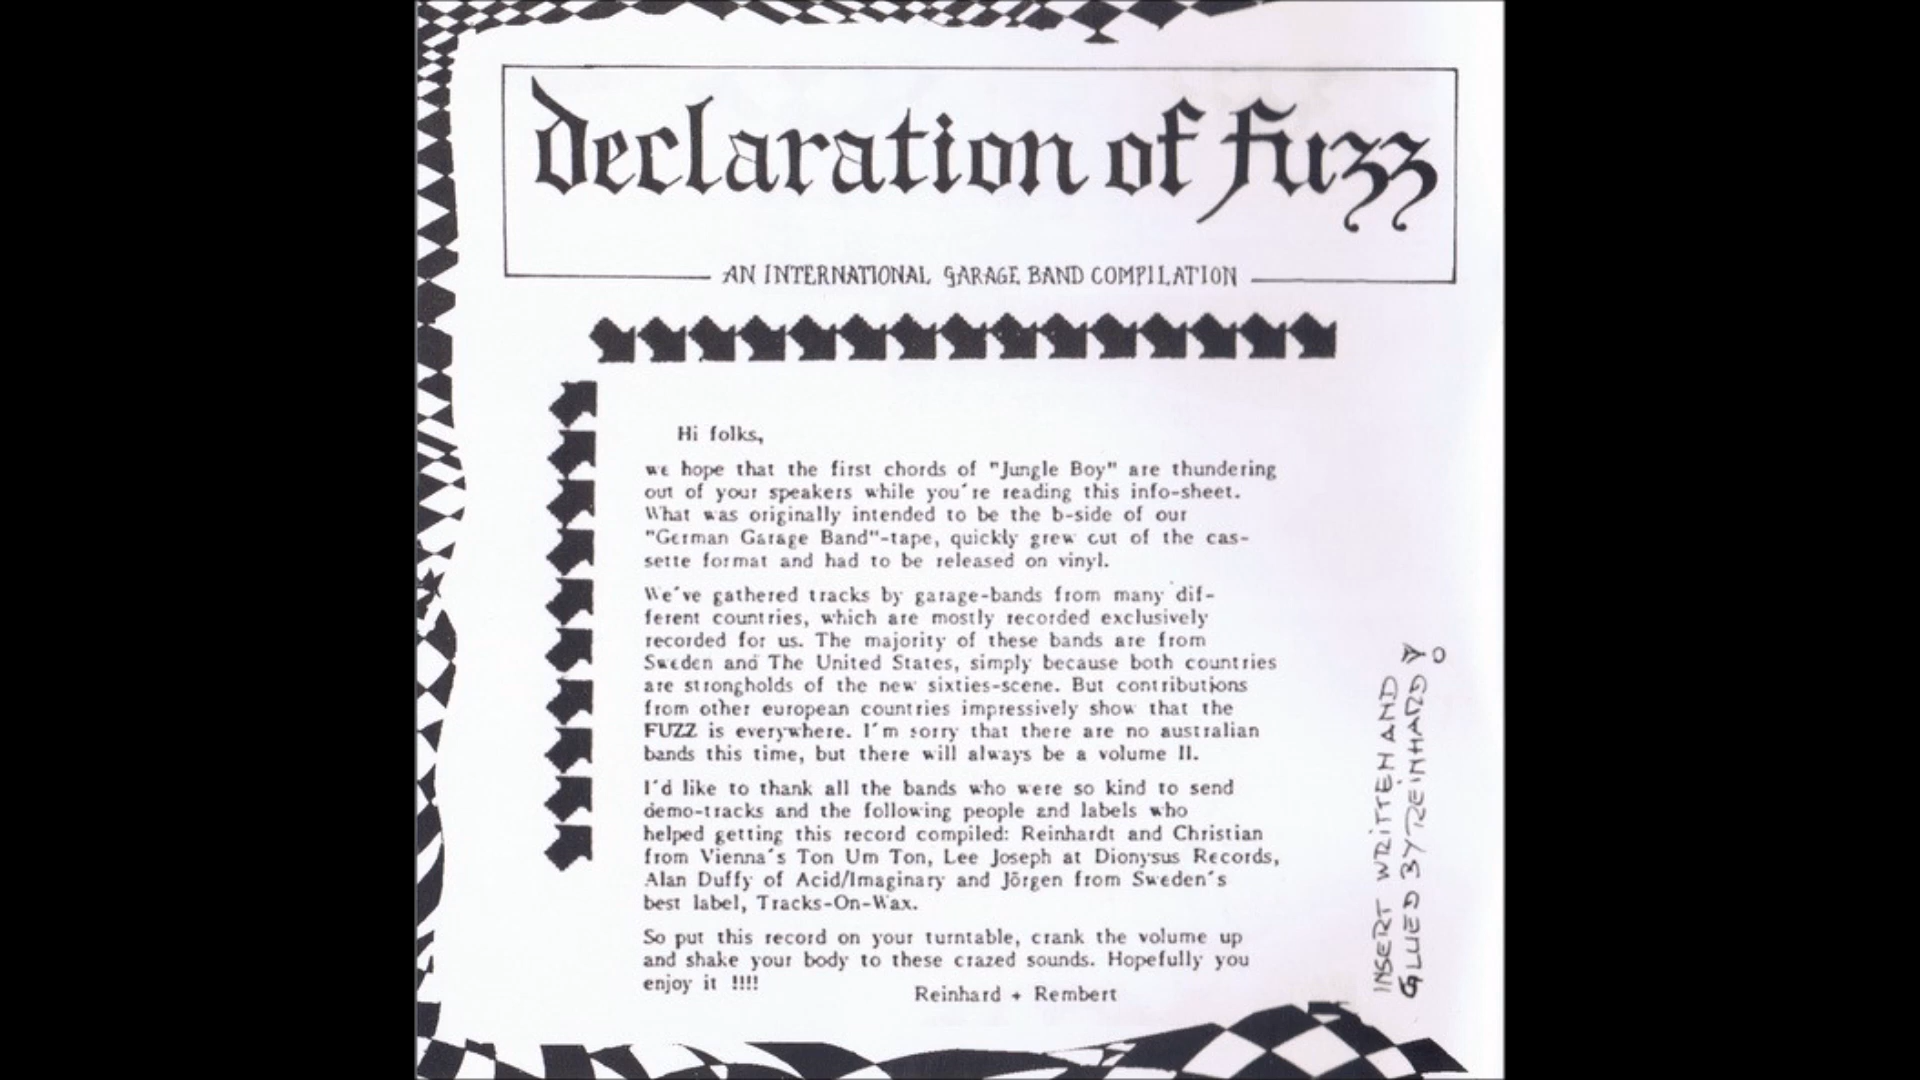 declaration of fuzz
AN INTERNATIONAL GARAGE BAND COMPILATION
Hi folks,
we hope that the first chords of "Jungle Boy" are thundering
out of your speakers while you're reading this info-sheet.
What was originally intended to be the b-side of our
"German Garage Band"-tape, quickly grew out of the cas-
sette format and had to be released on vinyl.
We've gathered tracks by garage-bands from many dif-
ferent countries, which are mostly recorded exclusively
recorded for us. The majority of these bands are from
Sweden and The United States, simply because both countries
are strongholds of the new sixties-scene. But contributions
from other european countries impressively show that the
FUZZ is everywhere. I'm sorry that there are no australian
bands this time, but there will always be a volume II.
I'd like to thank all the bands who were so kind to send
demo-tracks and the following people and labels who
helped getting this record compiled: Reinhardt and Christian
from Vienna's Ton Um Ton, Lee Joseph at Dionysus Records,
Alan Duffy of Acid/Imaginary and Jörgen from Sweden's
best label, Tracks-On-Wax.
So put this record on your turntable, crank the volume up
and shake your body to these crazed sounds. Hopefully you
enjoy it !!!!
Reinhard + Rembert
INSERT WRITTEN AND
GLUED BY REINHARD